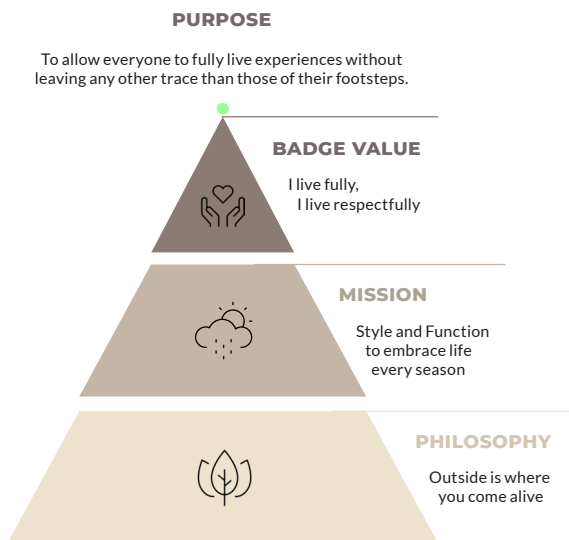 PURPOSE
To allow everyone to fully live experiences without
leaving any other trace than those of their footsteps.
BADGE VALUE
I live fully,
I live respectfully
MISSION
Style and Function
to embrace life
every season
PHILOSOPHY
Outside is where
you come alive